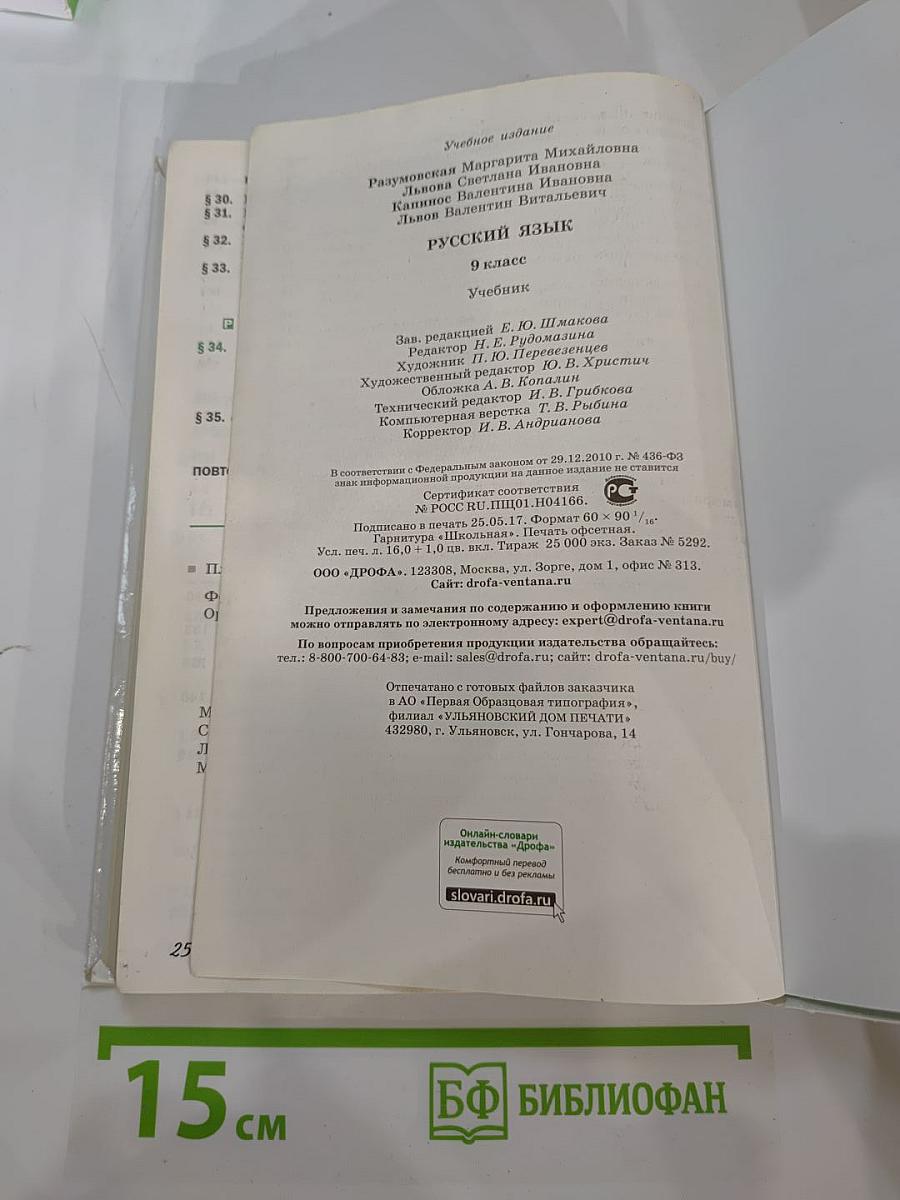 Учебное издание
Разумовская Маргарита Михайловна
Львова Светлана Ивановна
Капинос Валентина Ивановна
Львов Валентин Витальевич
РУССКИЙ ЯЗЫК
9 класс
Учебник
Зав. редакцией Е. Ю. Шмакова
Редактор Н. Е. Рудомазина
Художник П. Ю. Перевезенцев
Художественный редактор Ю. В. Христич
Обложка А. В. Копалин
Технический редактор И. В. Грибкова
Компьютерная верстка Т. В. Рыбина
Корректор И. В. Андрианова
В соответствии с Федеральным законом от 29.12.2010 г. № 436-ФЗ
знак информационной продукции на данное издание не ставится
Сертификат соответствия
№ РОСС RU.ПЩ01.Н04166.
Подписано в печать 25.05.17. Формат 60 × 90 1/16.
Гарнитура «Школьная». Печать офсетная.
Усл. печ. л. 16,0 + 1,0 цв. вкл. Тираж 25 000 экз. Заказ № 5292.
ООО «ДРОФА». 123308, Москва, ул. Зорге, дом 1, офис № 313.
Сайт: drofa-ventana.ru
Предложения и замечания по содержанию и оформлению книги
можно отправлять по электронному адресу: expert@drofa-ventana.ru
По вопросам приобретения продукции издательства обращайтесь:
тел.: 8-800-700-64-83; e-mail: sales@drofa.ru; сайт: drofa-ventana.ru/buy/
Отпечатано с готовых файлов заказчика
в АО «Первая Образцовая типография»,
филиал «УЛЬЯНОВСКИЙ ДОМ ПЕЧАТИ»
432980, г. Ульяновск, ул. Гончарова, 14
Онлайн-словари
издательства «Дрофа»
Комфортный перевод
бесплатно и без рекламы
slovari.drofa.ru
§ 30.
§ 31.
§ 32.
§ 33.
Р
§ 34.
§ 35.
25
15 см
БФ БИБЛИОФАН